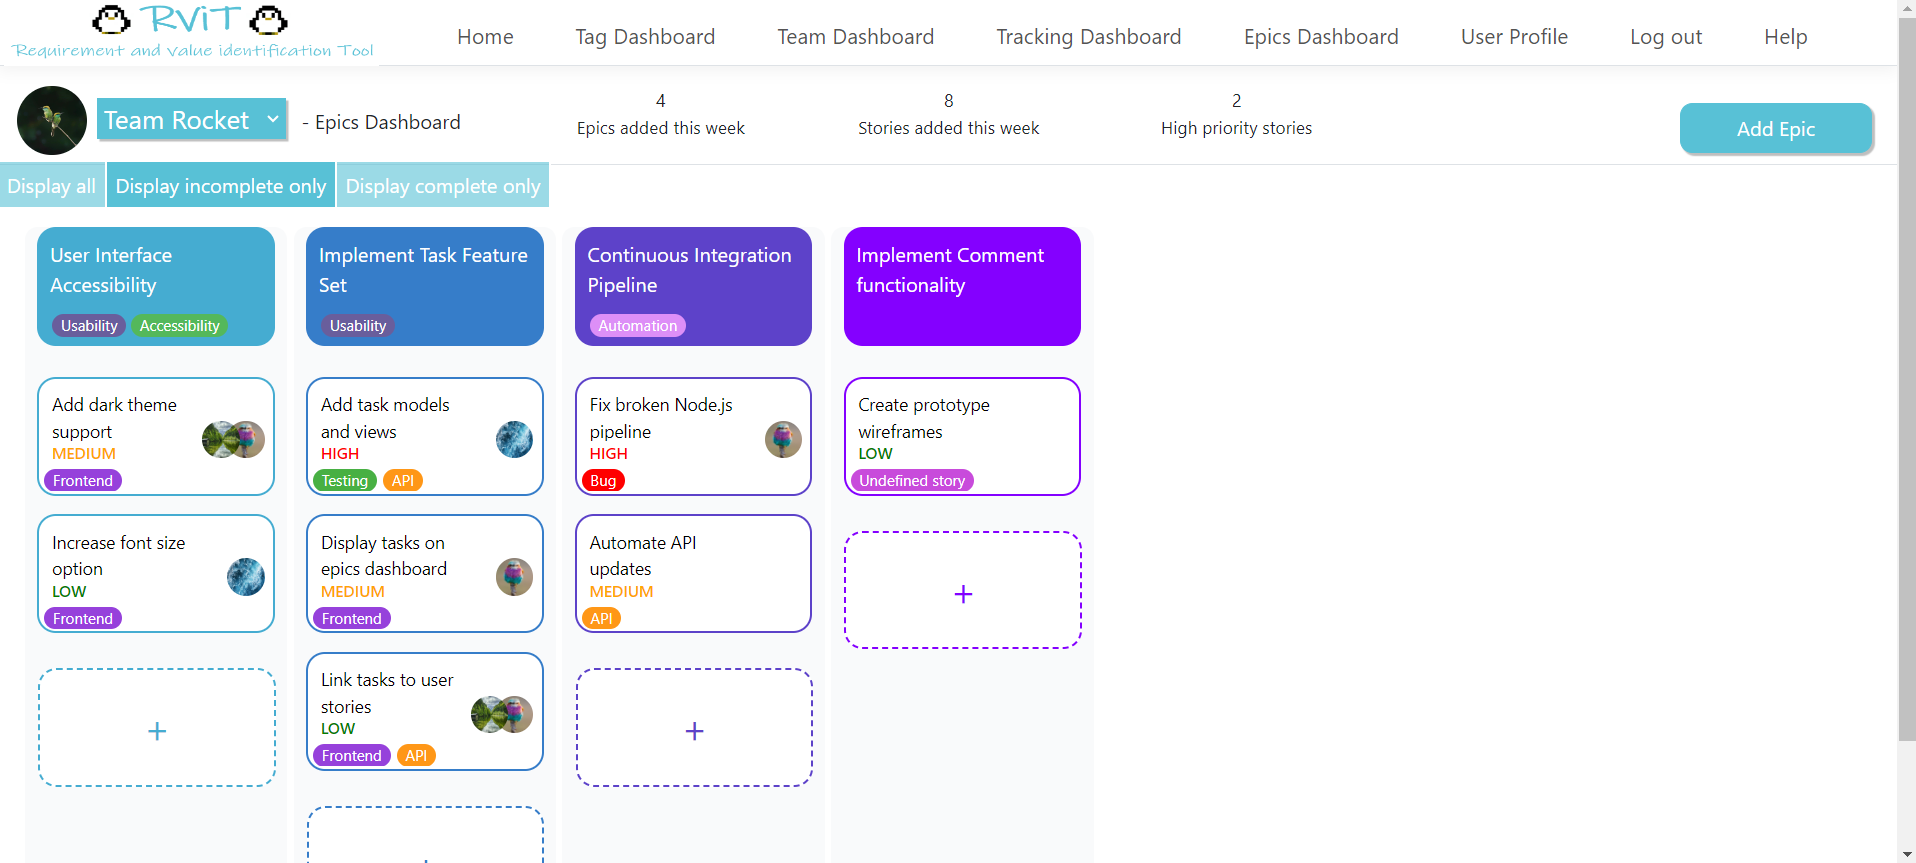 RViT
Requirement and Value identification Tool
Home Tag Dashboard Team Dashboard Tracking Dashboard Epics Dashboard User Profile Log out Help
Team Rocket - Epics Dashboard
4
Epics added this week
8
Stories added this week
2
High priority stories
Add Epic
Display all Display incomplete only Display complete only
User Interface
Accessibility
Usability Accessibility
Add dark theme
support
MEDIUM
Frontend
Increase font size
option
LOW
Frontend
+
Implement Task Feature
Set
Usability
Add task models
and views
HIGH
Testing API
Display tasks on
epics dashboard
MEDIUM
Frontend
Link tasks to user
stories
LOW
Frontend API
Continuous Integration
Pipeline
Automation
Fix broken Node.js
pipeline
HIGH
Bug
Automate API
updates
MEDIUM
API
+
Implement Comment
functionality
Create prototype
wireframes
LOW
Undefined story
+